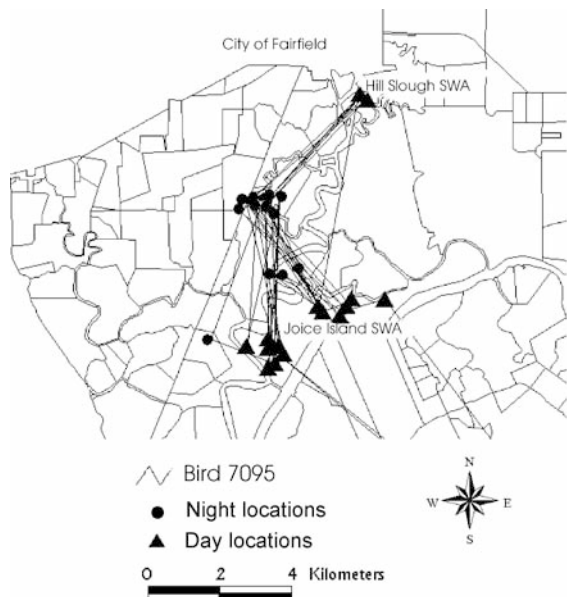 City of Fairfield
Hill Slough SWA
Joice Island SWA
Bird 7095
Night locations
Day locations
N
W E
S
0 2 4 Kilometers